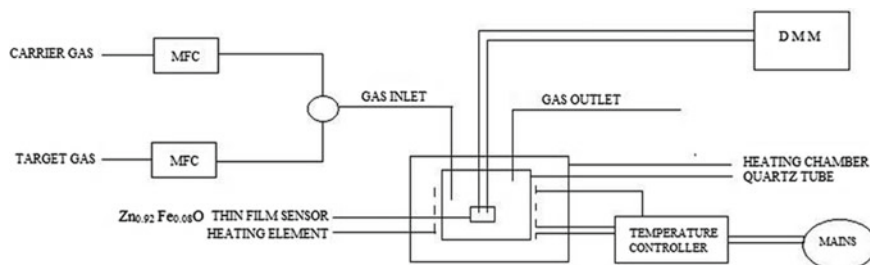 CARRIER GAS
MFC
DMM
GAS INLET
GAS OUTLET
TARGET GAS
MFC
HEATING CHAMBER
QUARTZ TUBE
Zn₀.₉₂ Fe₀.₀₈O THIN FILM SENSOR
HEATING ELEMENT
TEMPERATURE
CONTROLLER
MAINS